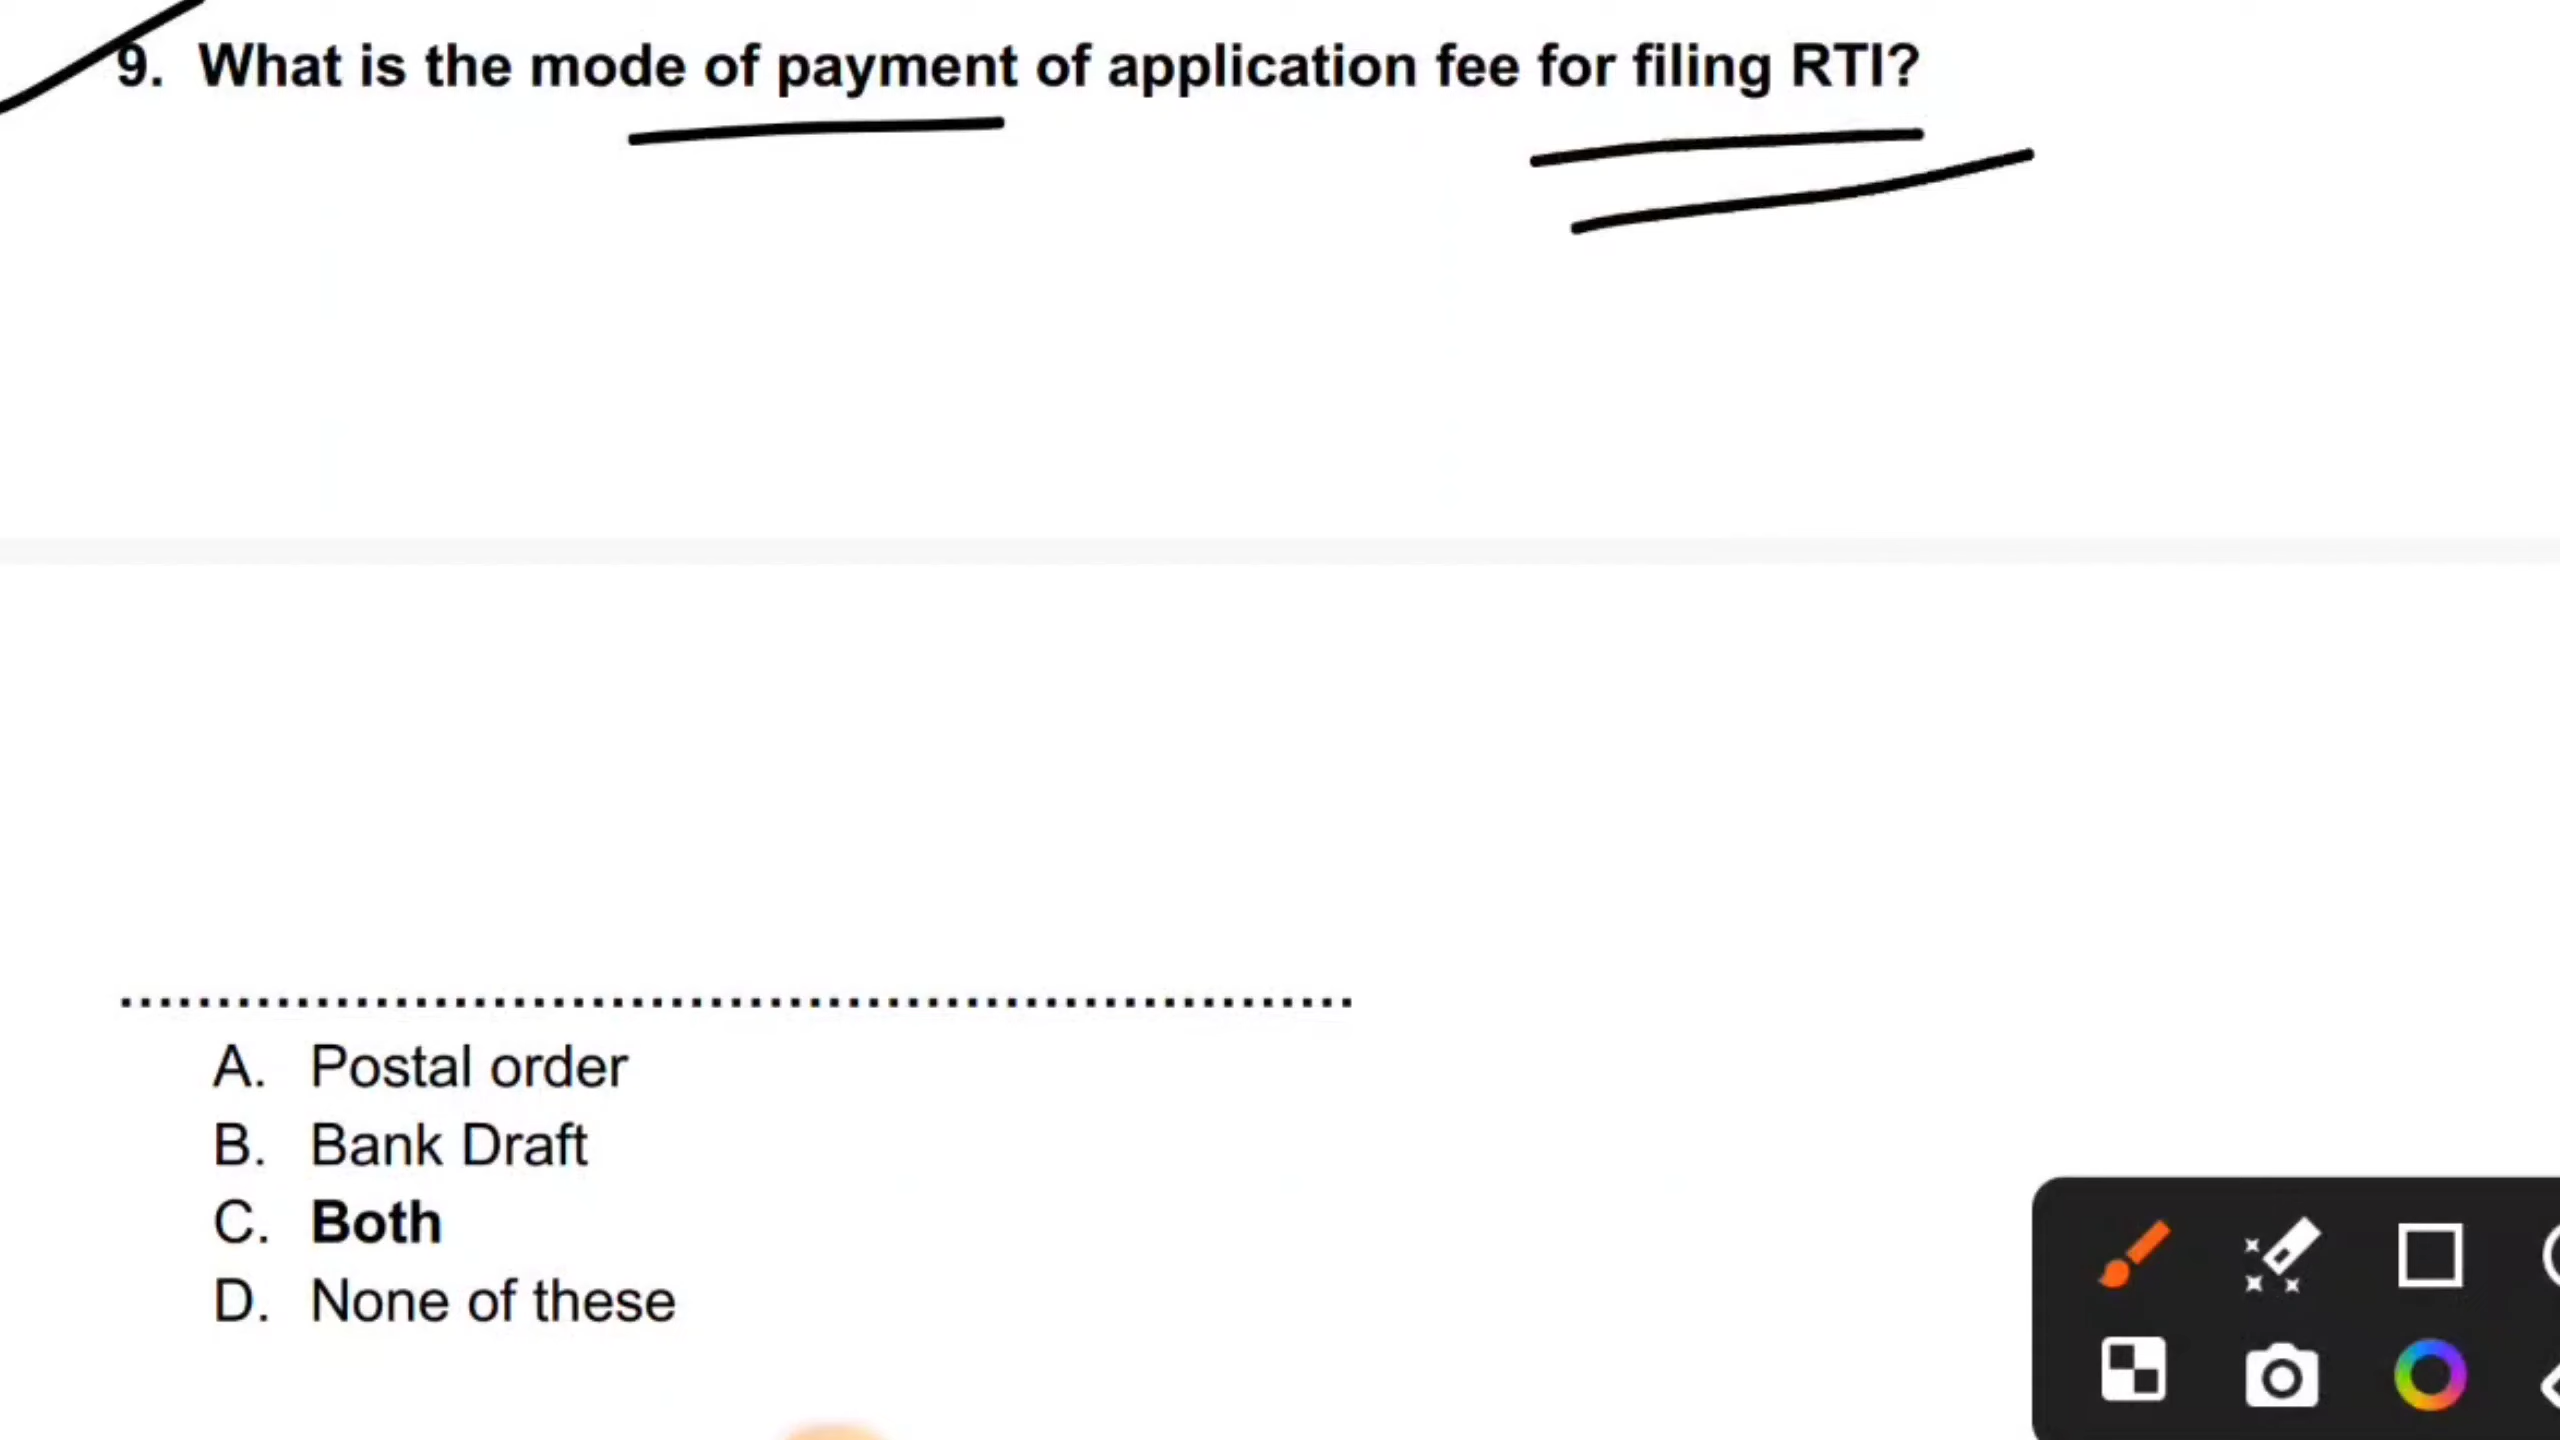 9. What is the mode of payment of application fee for filing RTI?
...............................................................
A. Postal order
B. Bank Draft
C. Both
D. None of these